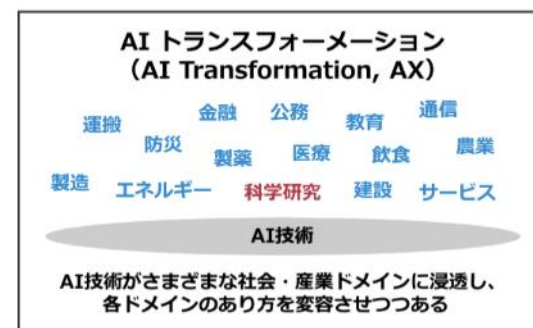 AI トランスフォーメーション
（AI Transformation, AX）
運搬 金融 公務 教育 通信
防災 製薬 医療 飲食 農業
製造 エネルギー 科学研究 建設 サービス
AI技術
AI技術がさまざまな社会・産業ドメインに浸透し、
各ドメインのあり方を変容させつつある